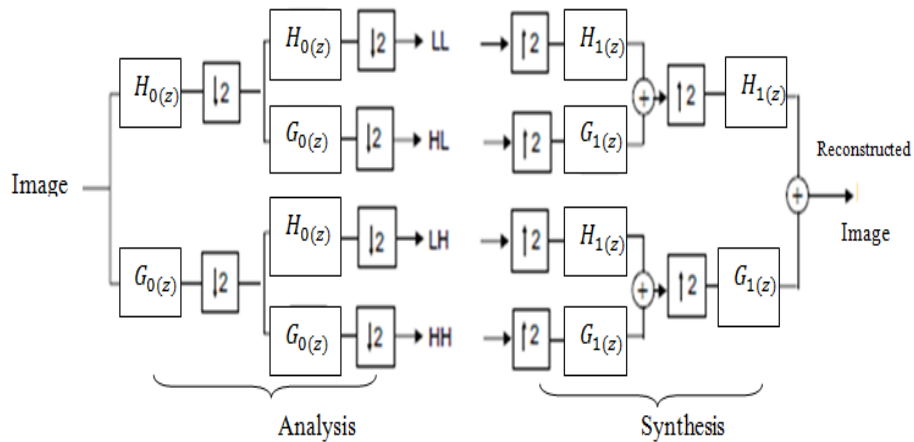 H0(z) ↓2 H0(z) ↓2 LL ↑2 H1(z) + ↑2 H1(z)
G0(z) ↓2 HL ↑2 G1(z)
Image
Reconstructed
+
Image
G0(z) ↓2 H0(z) ↓2 LH ↑2 H1(z) + ↑2 G1(z)
G0(z) ↓2 HH ↑2 G1(z)
Analysis Synthesis